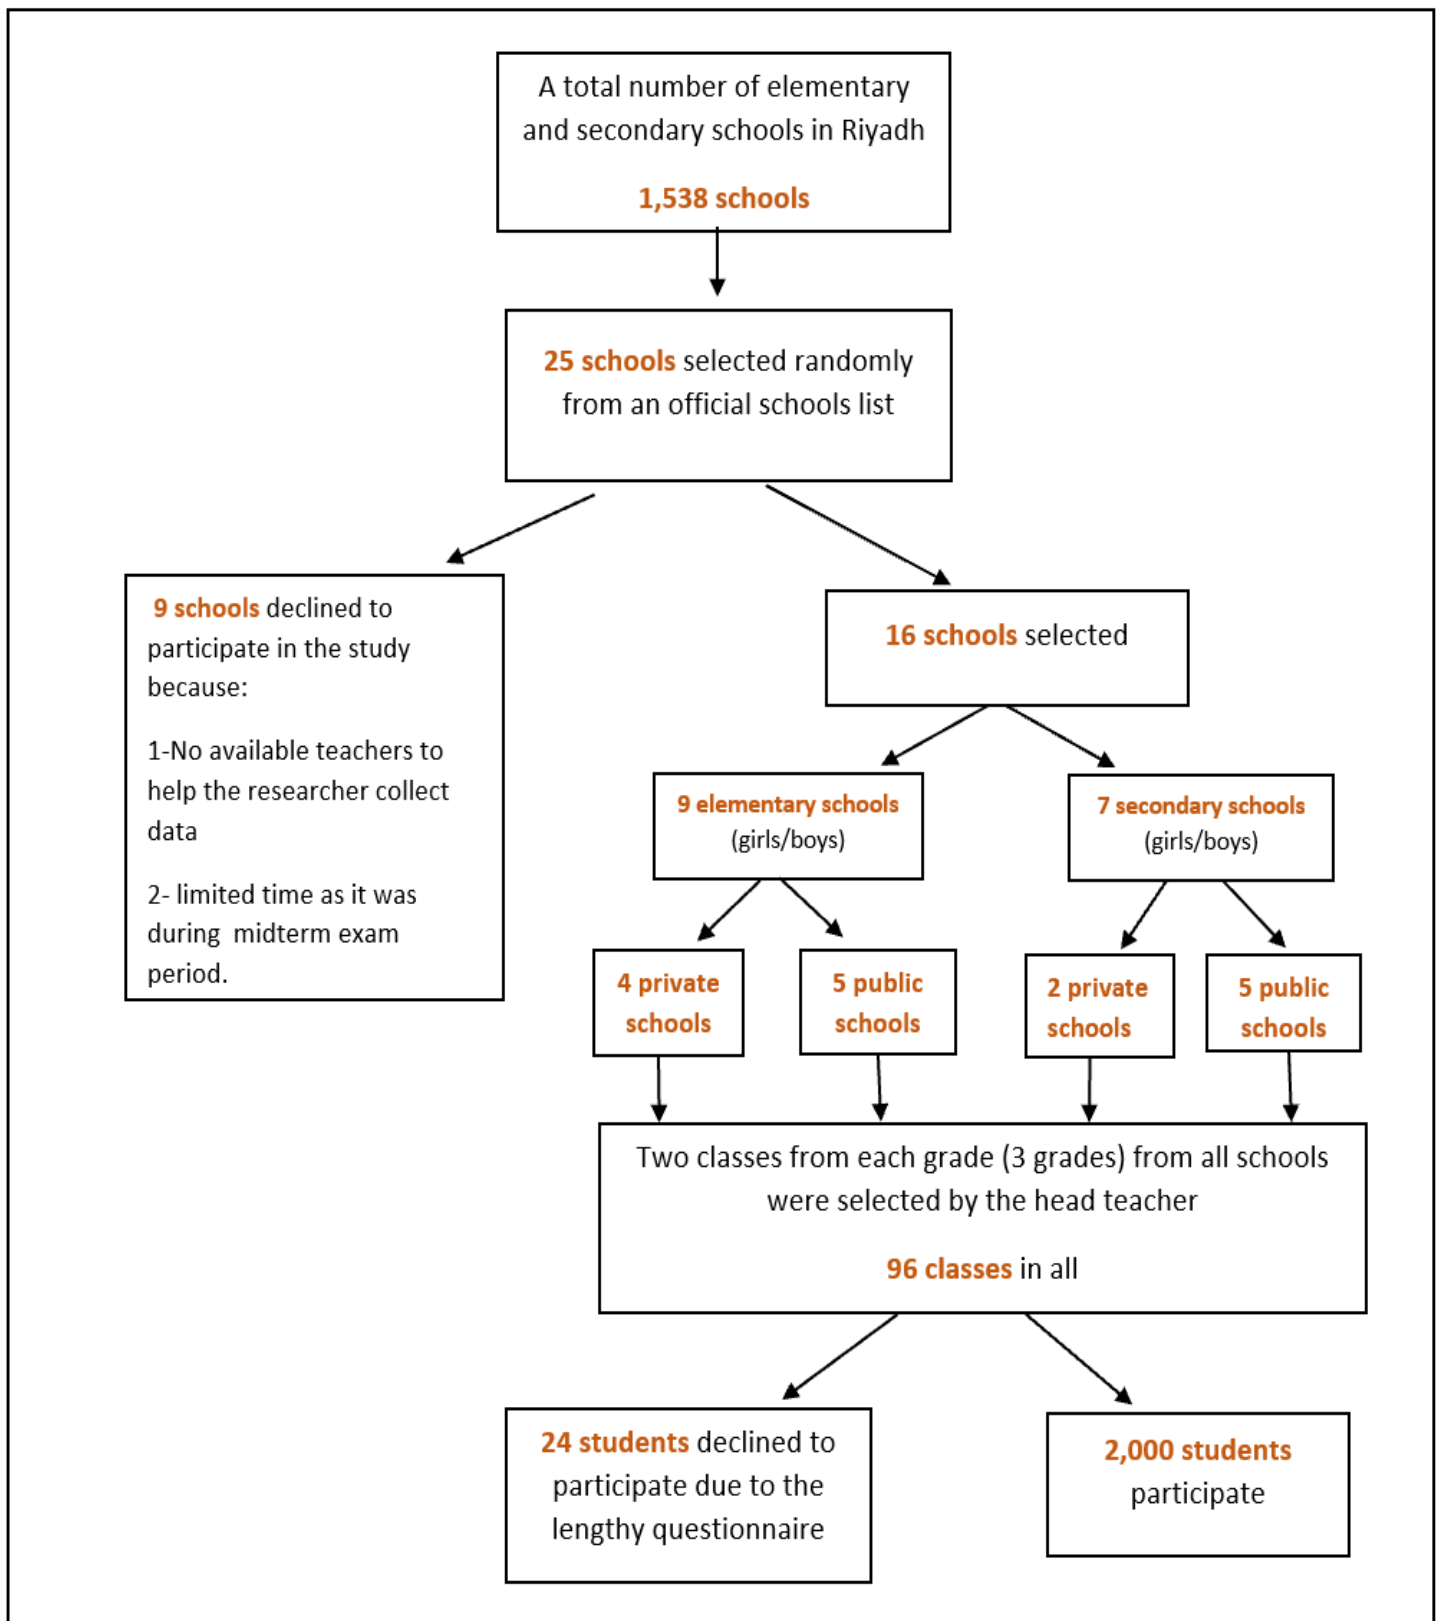 A total number of elementary
and secondary schools in Riyadh
1,538 schools
25 schools selected randomly
from an official schools list
9 schools declined to
participate in the study
because:
1-No available teachers to
help the researcher collect
data
2- limited time as it was
during midterm exam
period.
16 schools selected
9 elementary schools
(girls/boys)
7 secondary schools
(girls/boys)
4 private
schools
5 public
schools
2 private
schools
5 public
schools
Two classes from each grade (3 grades) from all schools
were selected by the head teacher
96 classes in all
24 students declined to
participate due to the
lengthy questionnaire
2,000 students
participate